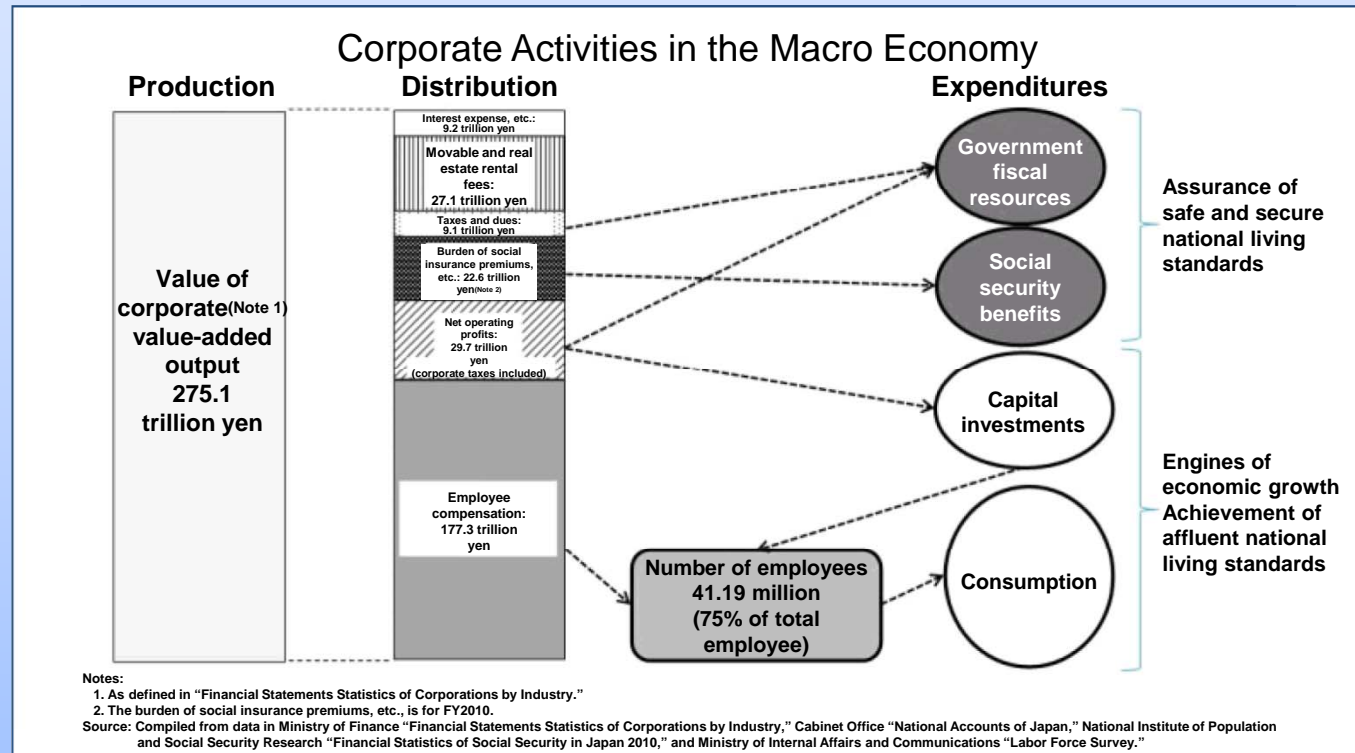 Corporate Activities in the Macro Economy
Production
Distribution
Expenditures
Value of
corporate(Note 1)
value-added
output
275.1
trillion yen
Interest expense, etc.:
9.2 trillion yen
Movable and real
estate rental
fees:
27.1 trillion yen
Taxes and dues:
9.1 trillion yen
Burden of social
insurance premiums,
etc.: 22.6 trillion
yen(Note 2)
Net operating
profits:
29.7 trillion
yen
(corporate taxes included)
Employee
compensation:
177.3 trillion
yen
Number of employees
41.19 million
(75% of total
employee)
Government
fiscal
resources
Social
security
benefits
Capital
investments
Consumption
Assurance of
safe and secure
national living
standards
Engines of
economic growth
Achievement of
affluent national
living standards
Notes:
1. As defined in “Financial Statements Statistics of Corporations by Industry.”
2. The burden of social insurance premiums, etc., is for FY2010.
Source: Compiled from data in Ministry of Finance “Financial Statements Statistics of Corporations by Industry,” Cabinet Office “National Accounts of Japan,” National Institute of Population
and Social Security Research “Financial Statistics of Social Security in Japan 2010,” and Ministry of Internal Affairs and Communications “Labor Force Survey.”